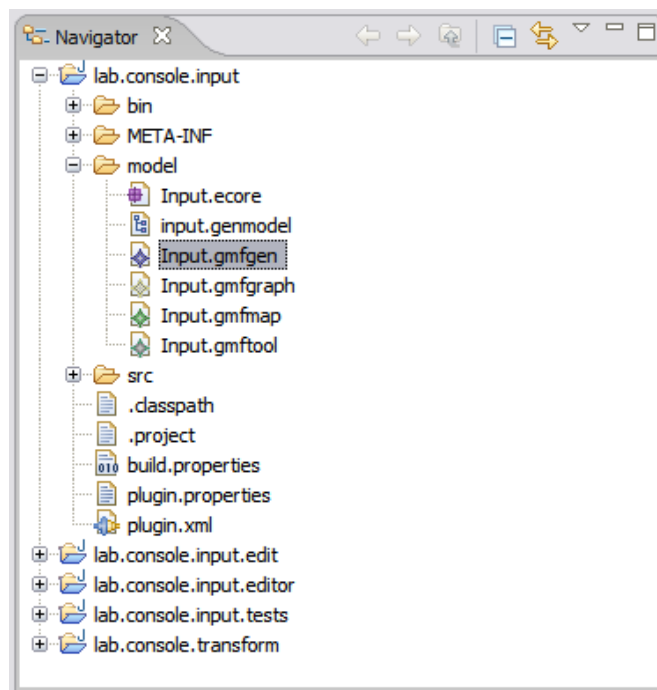 Navigator
lab.console.input
bin
META-INF
model
Input.ecore
input.genmodel
Input.gmfgen
Input.gmfgraph
Input.gmfmap
Input.gmftool
src
.classpath
.project
010
build.properties
plugin.properties
plugin.xml
lab.console.input.edit
lab.console.input.editor
lab.console.input.tests
lab.console.transform